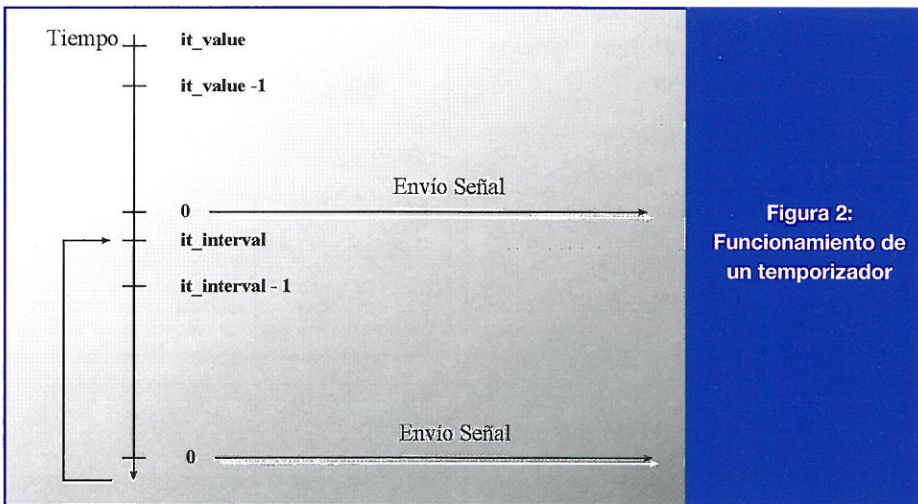 Tiempo
it_value
it_value -1
Envío Señal
0
it_interval
it_interval - 1
Envío Señal
0
Figura 2:
Funcionamiento de
un temporizador